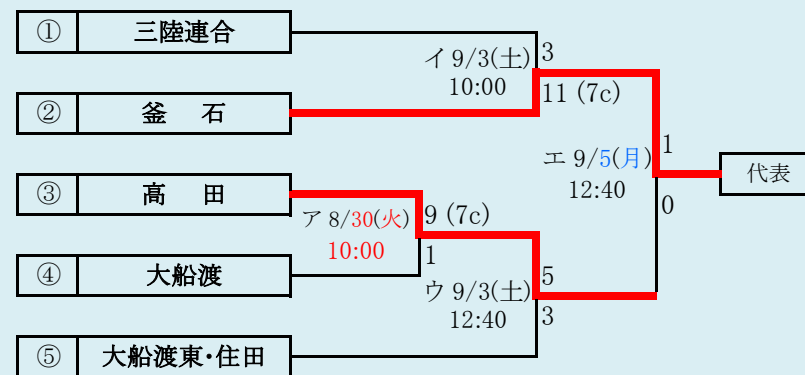 ① 三陸連合
イ 9/3(土) 3
10:00
11 (7c)
② 釜　石
エ 9/5(月) 1
12:40
0
代表
③ 高　田
ア 8/30(火) 9 (7c)
10:00
1
④ 大船渡
ウ 9/3(土) 5
12:40
3
⑤ 大船渡東・住田